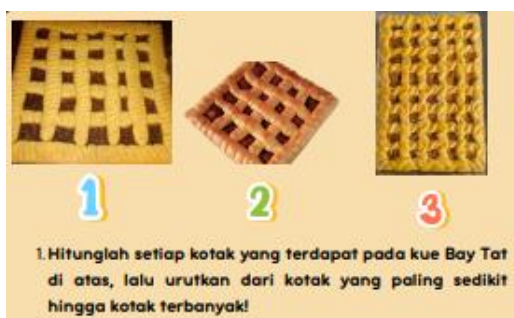 1 2 3
1. Hitunglah setiap kotak yang terdapat pada kue Bay Tat
di atas, lalu urutkan dari kotak yang paling sedikit
hingga kotak terbanyak!